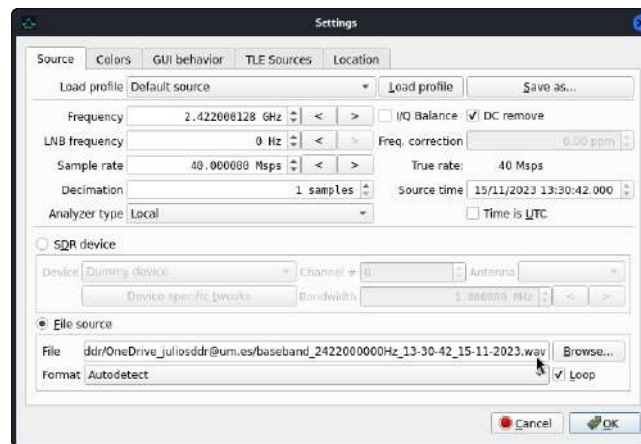 Settings
Source Colors GUI behavior TLE Sources Location
Load profile Default source Load profile Save as...
Frequency 2.422000128 GHz < > I/Q Balance DC remove
LNB frequency 0 Hz < > Freq. correction 0.00 ppm
Sample rate 40.000000 Msps < > True rate: 40 Msps
Decimation 1 samples Source time 15/11/2023 13:30:42.000
Analyzer type Local Time is UTC
SDR device
Device Dummy device Channel # 0 Antenna
Device-specific tweaks Bandwidth 1.000000 MHz < >
File source
File ddr/OneDrive_juliosddr@um.es/baseband_2422000000Hz_13-30-42_15-11-2023.wav Browse...
Format Autodetect Loop
Cancel OK